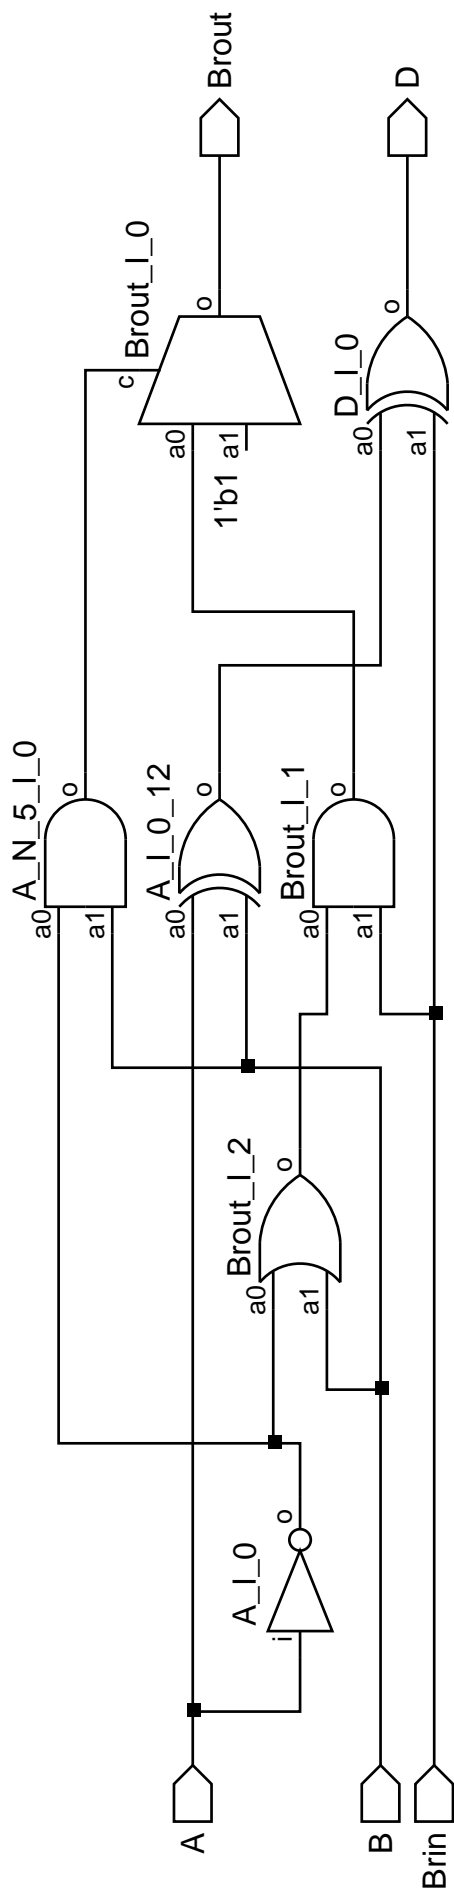 A
B
Brin
i
A_I_0
o
a0
a1
Brout_I_2
o
a0
a1
A_N_5_I_0
o
a0
a1
A_I_0_12
o
a0
a1
Brout_I_1
o
c
Brout_I_0
a0
a1
1'b1
o
D_I_0
a0
a1
o
Brout
D